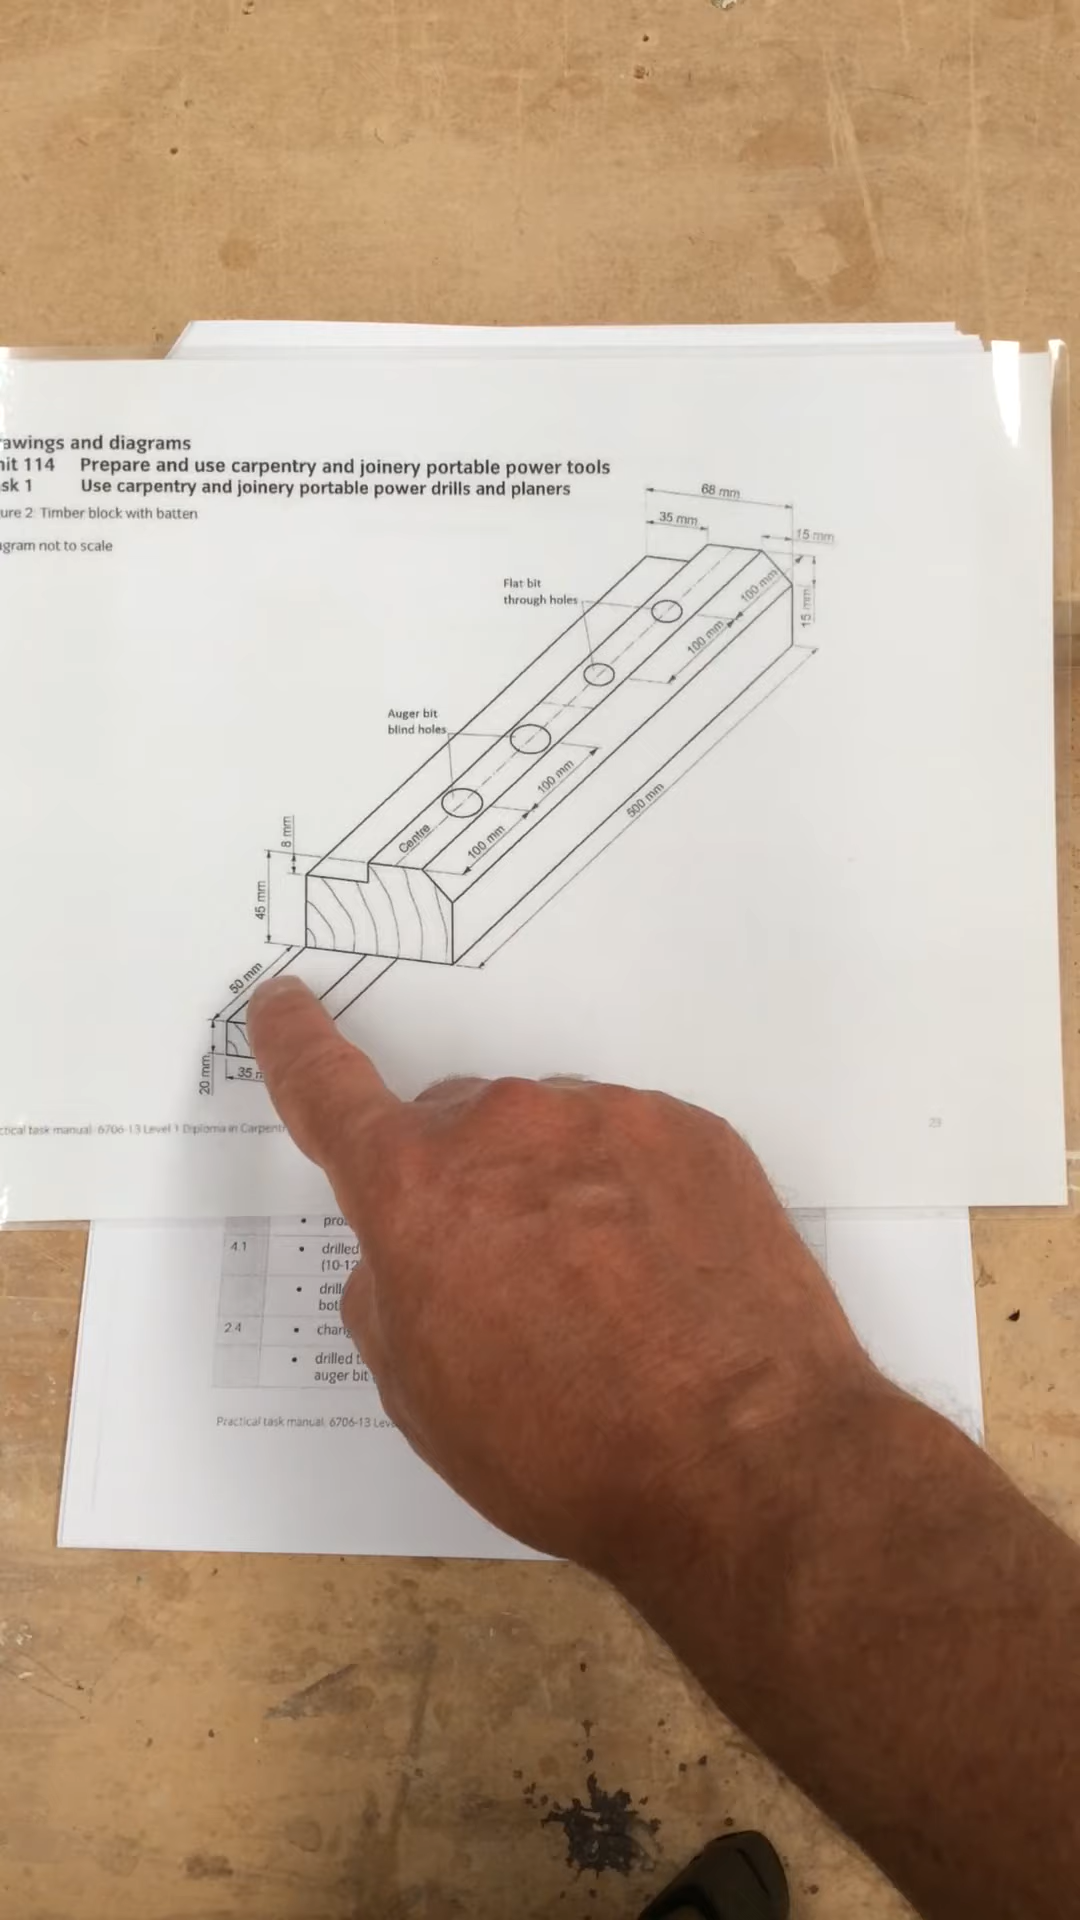 awings and diagrams
nit 114 Prepare and use carpentry and joinery portable power tools
sk 1 Use carpentry and joinery portable power drills and planers
ure 2 Timber block with batten
gram not to scale
68 mm
35 mm
15 mm
15 mm
100 mm
100 mm
Flat bit
through holes
Auger bit
blind holes
100 mm
100 mm
500 mm
Centre
8 mm
45 mm
50 mm
20 mm
35 m
ctical task manual 6706-13 Level 1 Diploma in Carpent
23
4.1
drilled
(10-12
bot
2.4
• drilled t
auger bit
Practical task manual 6706-13 Lev